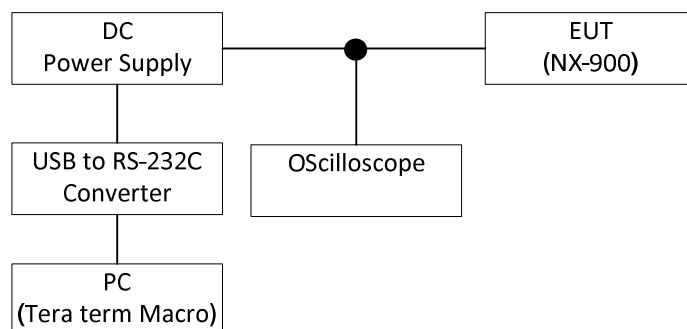 DC
Power Supply
EUT
(NX-900)
USB to RS-232C
Converter
OScilloscope
PC
(Tera term Macro)